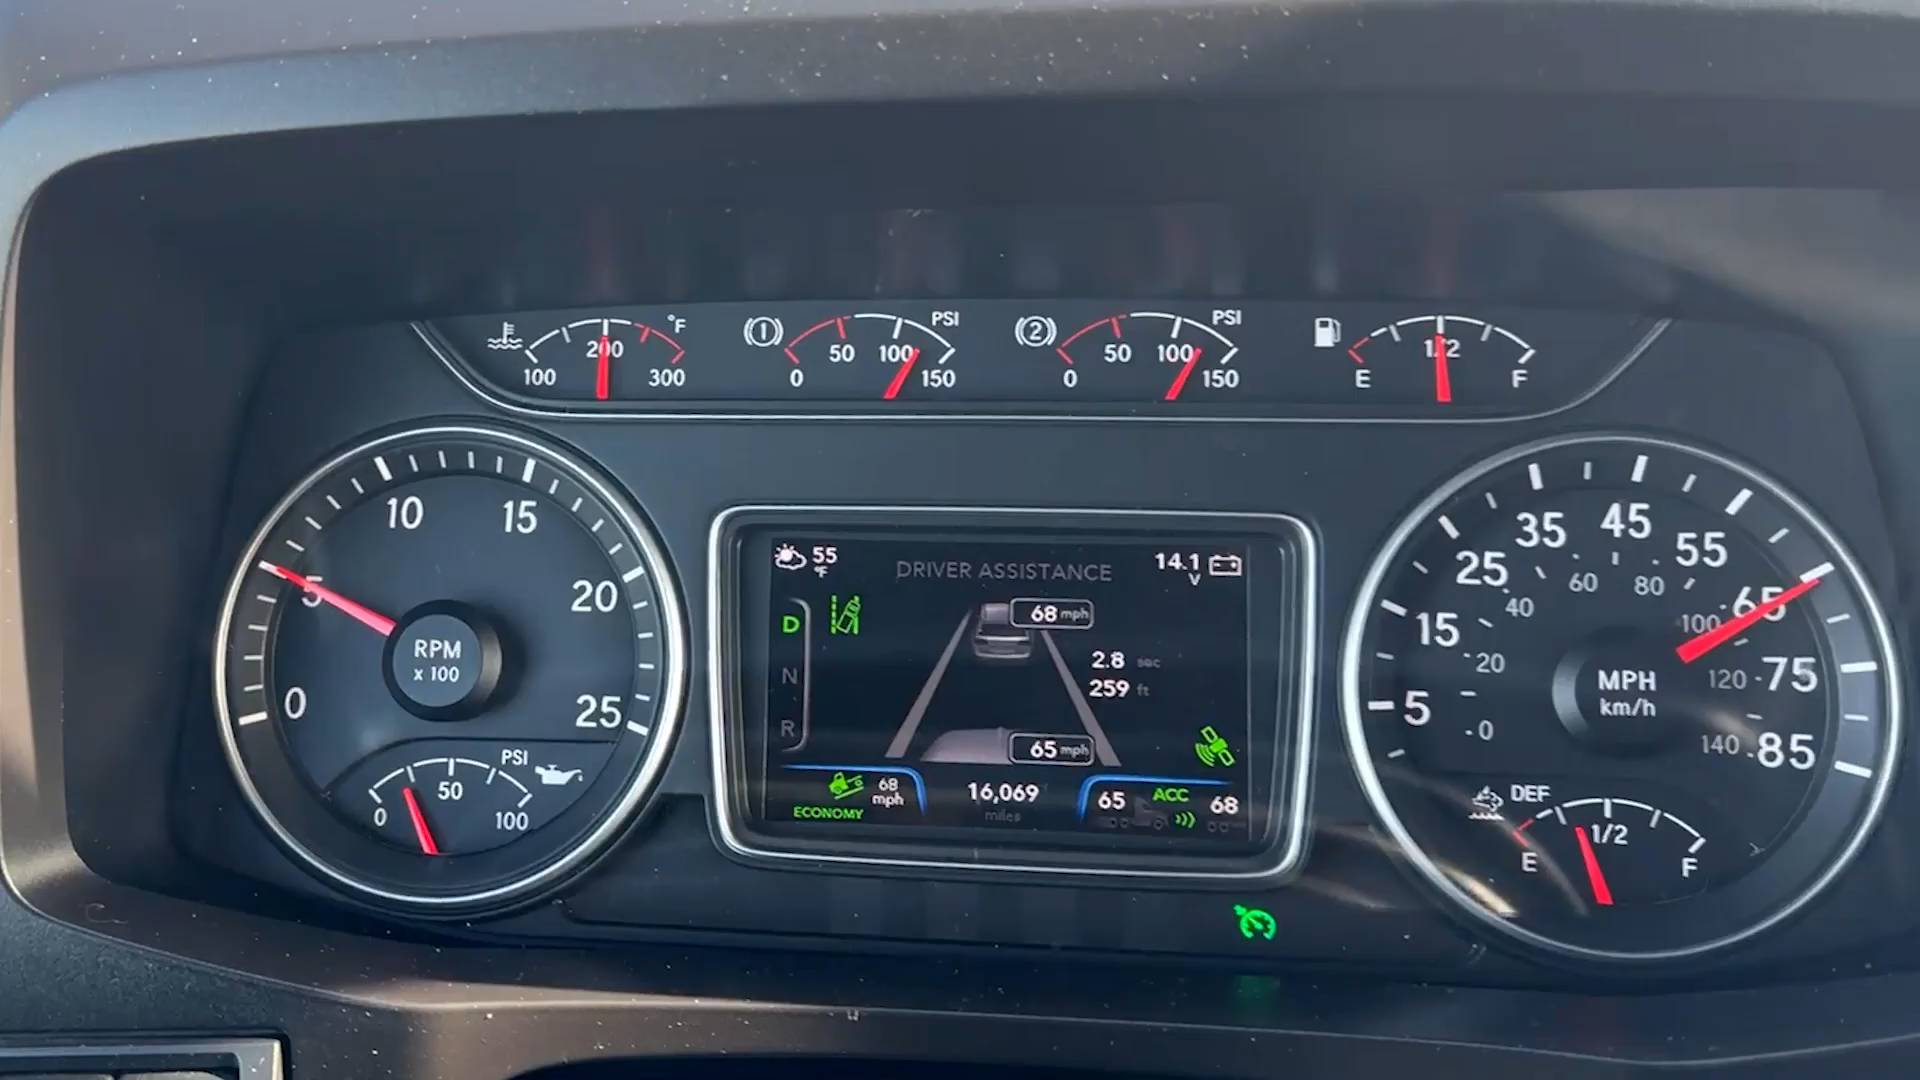 °F
200
100 300
1
PSI
50 100
0 150
2
PSI
50 100
0 150
1/2
E F
10 15
5 20
0 25
RPM
x 100
PSI
50
0 100
55
°F
DRIVER ASSISTANCE
14.1
V
D
N
R
68 mph
2.8 sec
259 ft
65 mph
68
mph
ECONOMY
16,069
miles
65 ACC 68
5 15 25 35 45 55 65 75 85
0 20 40 60 80 100 120 140
MPH
km/h
DEF
1/2
E F